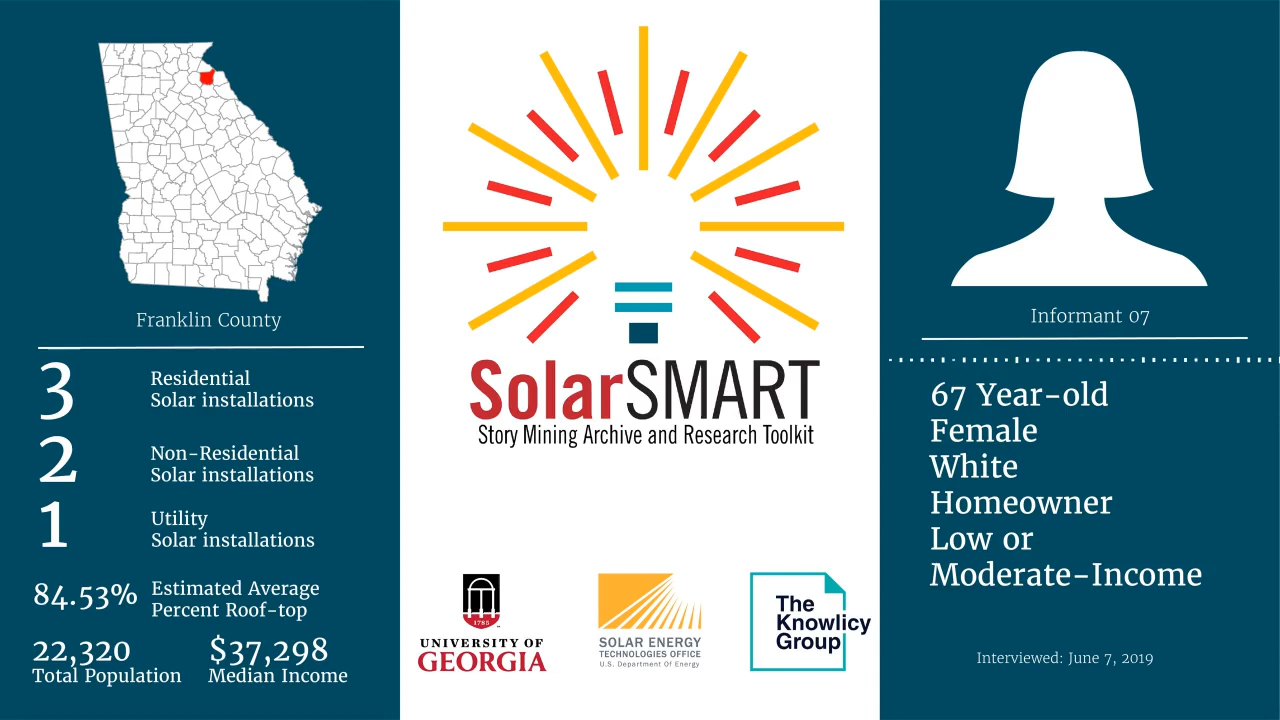 Franklin County
3
Residential
Solar installations
2
Non-Residential
Solar installations
1
Utility
Solar installations
84.53%
Estimated Average
Percent Roof-top
22,320
Total Population
$37,298
Median Income
SolarSMART
Story Mining Archive and Research Toolkit
1785
UNIVERSITY OF
GEORGIA
SOLAR ENERGY
TECHNOLOGIES OFFICE
U.S. Department Of Energy
The
Knowlicy
Group
Informant 07
67 Year-old
Female
White
Homeowner
Low or
Moderate-Income
Interviewed: June 7, 2019